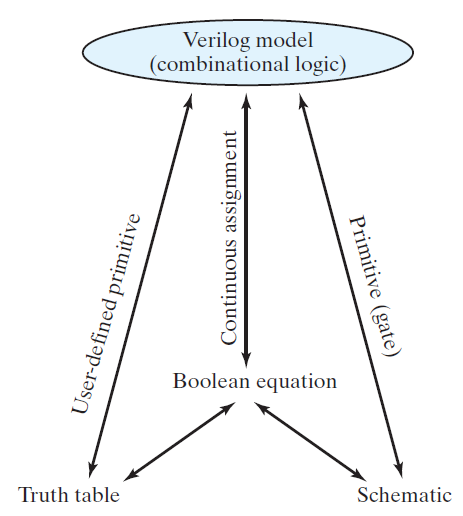 Verilog model
(combinational logic)
User-defined primitive
Continuous assignment
Primitive (gate)
Boolean equation
Truth table
Schematic